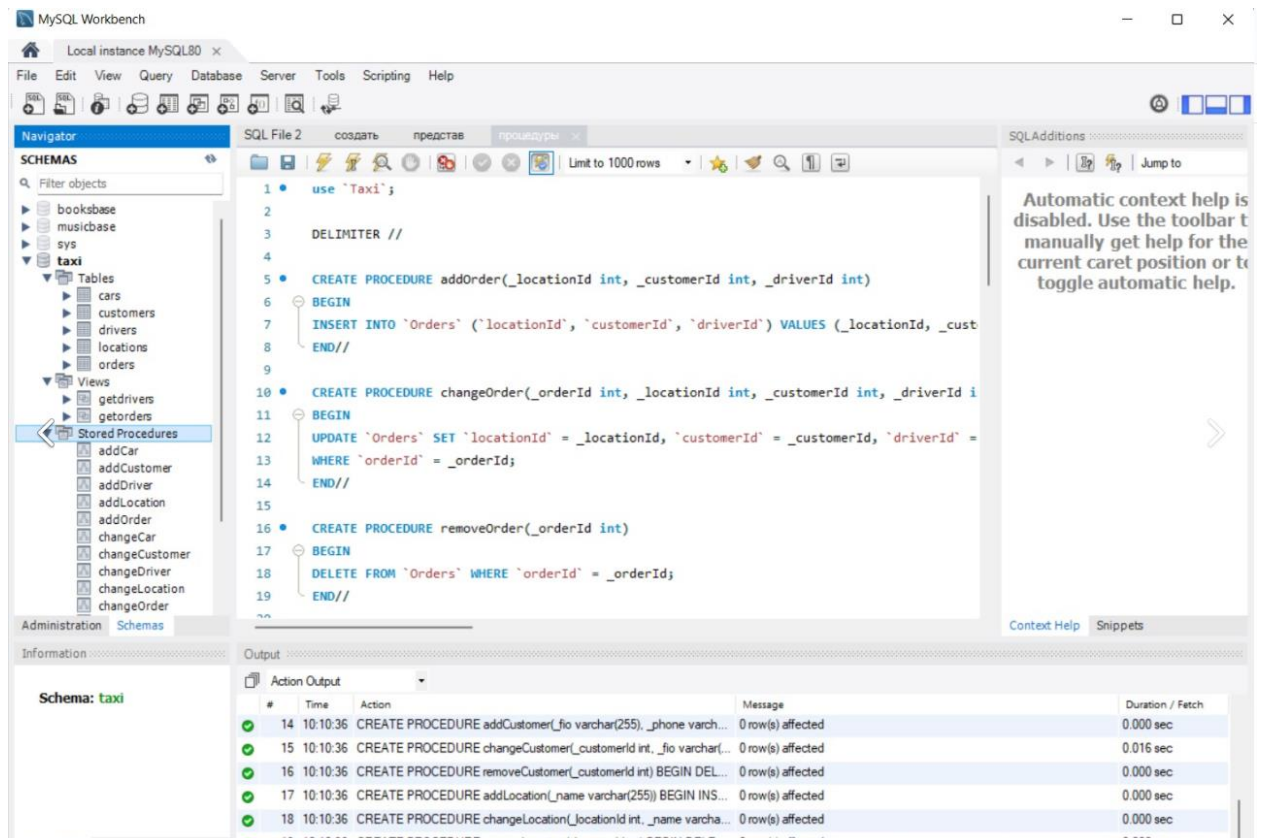 MySQL Workbench
Local instance MySQL80
File Edit View Query Database Server Tools Scripting Help
Navigator
SCHEMAS
Filter objects
booksbase
musicbase
sys
taxi
Tables
cars
customers
drivers
locations
orders
Views
getdrivers
getorders
Stored Procedures
addCar
addCustomer
addDriver
addLocation
addOrder
changeCar
changeCustomer
changeDriver
changeLocation
changeOrder
Administration Schemas
Information
Schema: taxi
SQL File 2 создать представ процедуры
Limit to 1000 rows
1 use `Taxi`;
2
3 DELIMITER //
4
5 CREATE PROCEDURE addOrder(_locationId int, _customerId int, _driverId int)
6 BEGIN
7 INSERT INTO `Orders` (`locationId`, `customerId`, `driverId`) VALUES (_locationId, _cust
8 END//
9
10 CREATE PROCEDURE changeOrder(_orderId int, _locationId int, _customerId int, _driverId i
11 BEGIN
12 UPDATE `Orders` SET `locationId` = _locationId, `customerId` = _customerId, `driverId` =
13 WHERE `orderId` = _orderId;
14 END//
15
16 CREATE PROCEDURE removeOrder(_orderId int)
17 BEGIN
18 DELETE FROM `Orders` WHERE `orderId` = _orderId;
19 END//
SQLAdditions
Jump to
Automatic context help is
disabled. Use the toolbar t
manually get help for the
current caret position or to
toggle automatic help.
Context Help Snippets
Output
Action Output
# Time Action Message Duration / Fetch
14 10:10:36 CREATE PROCEDURE addCustomer(_fio varchar(255), _phone varch... 0 row(s) affected 0.000 sec
15 10:10:36 CREATE PROCEDURE changeCustomer(_customerId int, _fio varchar(... 0 row(s) affected 0.016 sec
16 10:10:36 CREATE PROCEDURE removeCustomer(_customerId int) BEGIN DEL... 0 row(s) affected 0.000 sec
17 10:10:36 CREATE PROCEDURE addLocation(_name varchar(255)) BEGIN INS... 0 row(s) affected 0.000 sec
18 10:10:36 CREATE PROCEDURE changeLocation(_locationId int, _name varcha... 0 row(s) affected 0.000 sec